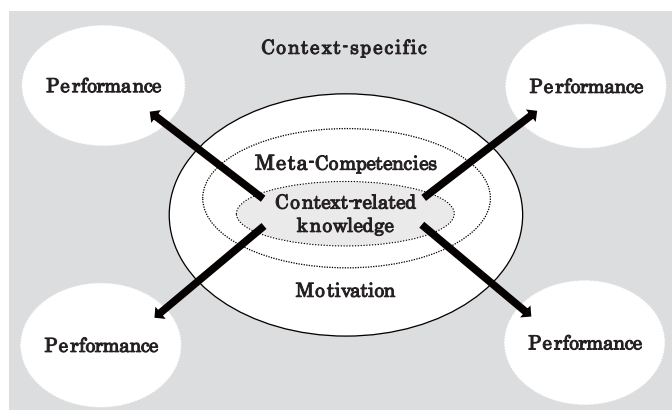 Context-specific
Performance
Performance
Meta-Competencies
Context-related
knowledge
Motivation
Performance
Performance